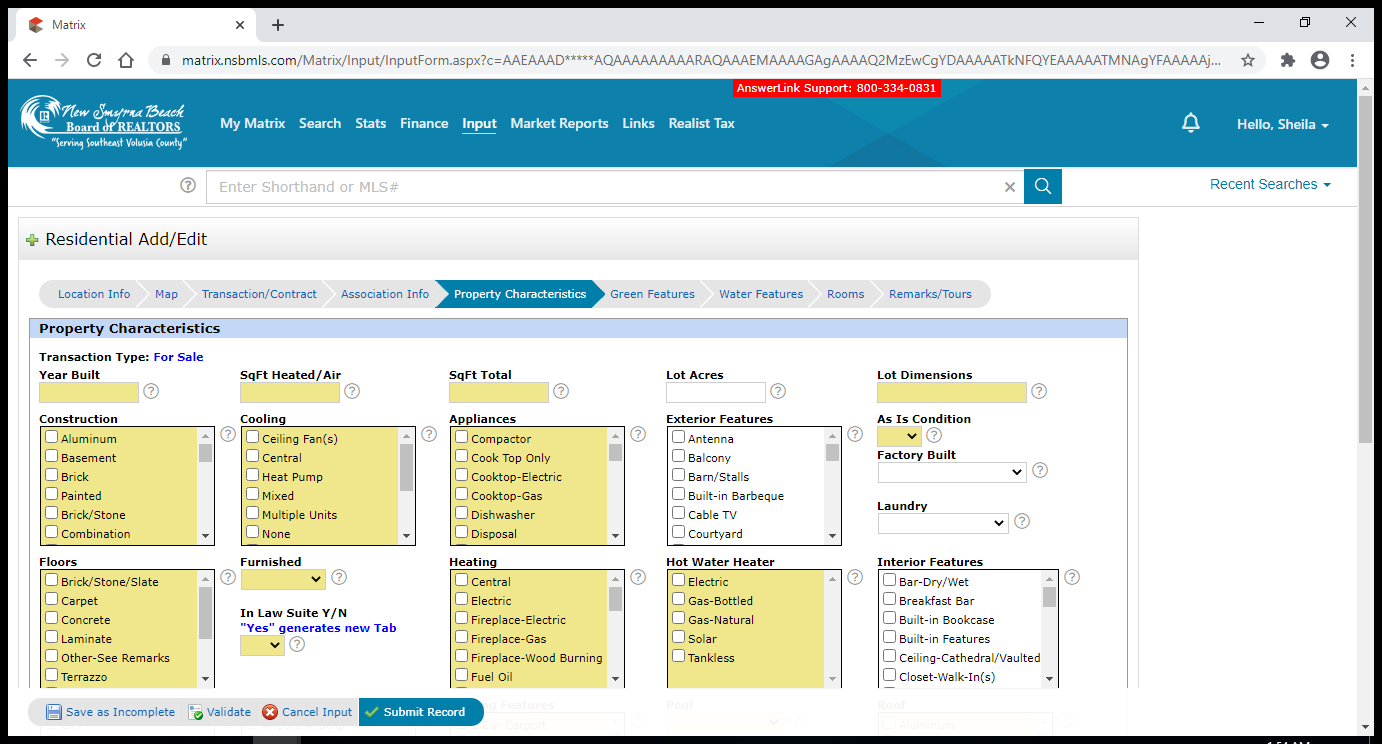 Matrix
matrix.nsbmls.com/Matrix/Input/InputForm.aspx?c=AAEAAAD*****AQAAAAAAAAARAQAAAEMAAAAGAgAAAAQ2MzEwCgYDAAAAATkNFQYEAAAAATMNAgYFAAAAAj...
AnswerLink Support: 800-334-0831
New Smyrna Beach
Board of REALTORS
"Serving Southeast Volusia County"
My Matrix Search Stats Finance Input Market Reports Links Realist Tax
Hello, Sheila
Enter Shorthand or MLS#
Recent Searches
Residential Add/Edit
Location Info Map Transaction/Contract Association Info Property Characteristics Green Features Water Features Rooms Remarks/Tours
Property Characteristics
Transaction Type: For Sale
Year Built SqFt Heated/Air SqFt Total Lot Acres Lot Dimensions
Construction
Aluminum
Basement
Brick
Painted
Brick/Stone
Combination
Cooling
Ceiling Fan(s)
Central
Heat Pump
Mixed
Multiple Units
None
Appliances
Compactor
Cook Top Only
Cooktop-Electric
Cooktop-Gas
Dishwasher
Disposal
Exterior Features
Antenna
Balcony
Barn/Stalls
Built-in Barbeque
Cable TV
Courtyard
As Is Condition
Factory Built
Laundry
Floors
Brick/Stone/Slate
Carpet
Concrete
Laminate
Other-See Remarks
Terrazzo
Furnished
In Law Suite Y/N
"Yes" generates new Tab
Heating
Central
Electric
Fireplace-Electric
Fireplace-Gas
Fireplace-Wood Burning
Fuel Oil
Hot Water Heater
Electric
Gas-Bottled
Gas-Natural
Solar
Tankless
Interior Features
Bar-Dry/Wet
Breakfast Bar
Built-in Bookcase
Built-in Features
Ceiling-Cathedral/Vaulted
Closet-Walk-In(s)
Save as Incomplete Validate Cancel Input Submit Record
Features
Pool
Roof
Carport
Aluminum